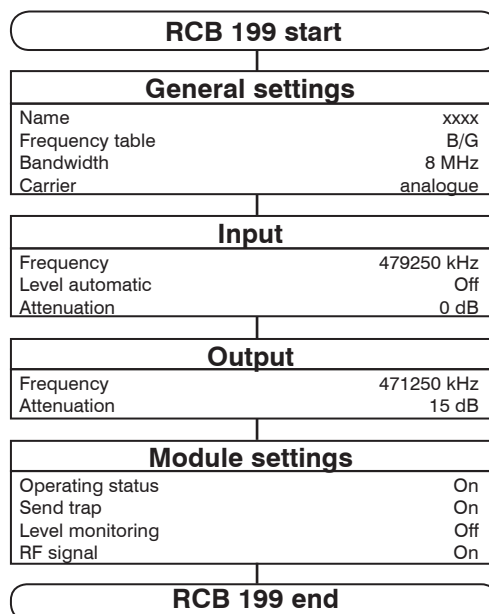 RCB 199 start
General settings
Name xxxx
Frequency table B/G
Bandwidth 8 MHz
Carrier analogue
Input
Frequency 479250 kHz
Level automatic Off
Attenuation 0 dB
Output
Frequency 471250 kHz
Attenuation 15 dB
Module settings
Operating status On
Send trap On
Level monitoring Off
RF signal On
RCB 199 end